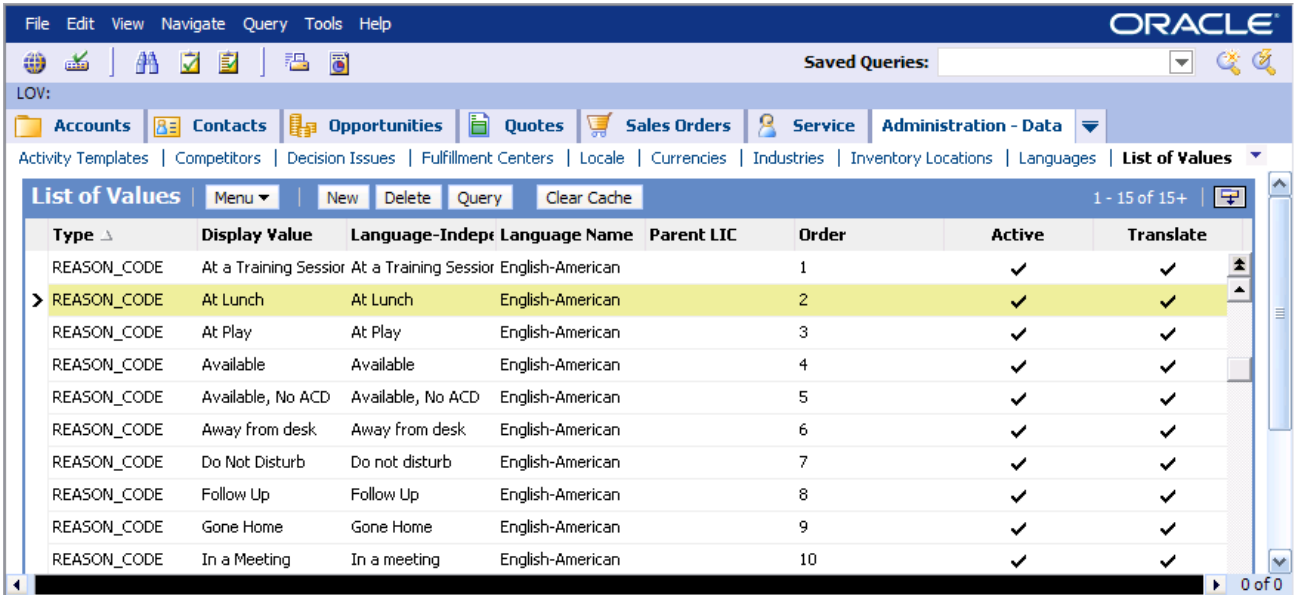 File Edit View Navigate Query Tools Help ORACLE
Saved Queries:
LOV:
Accounts Contacts Opportunities Quotes Sales Orders Service Administration - Data
Activity Templates | Competitors | Decision Issues | Fulfillment Centers | Locale | Currencies | Industries | Inventory Locations | Languages | List of Values
List of Values | Menu | New Delete Query Clear Cache 1 - 15 of 15+ |
Type Display Value Language-Indepe Language Name Parent LIC Order Active Translate
REASON_CODE At a Training Session At a Training Session English-American 1 ✓ ✓
REASON_CODE At Lunch At Lunch English-American 2 ✓ ✓
REASON_CODE At Play At Play English-American 3 ✓ ✓
REASON_CODE Available Available English-American 4 ✓ ✓
REASON_CODE Available, No ACD Available, No ACD English-American 5 ✓ ✓
REASON_CODE Away from desk Away from desk English-American 6 ✓ ✓
REASON_CODE Do Not Disturb Do not disturb English-American 7 ✓ ✓
REASON_CODE Follow Up Follow Up English-American 8 ✓ ✓
REASON_CODE Gone Home Gone Home English-American 9 ✓ ✓
REASON_CODE In a Meeting In a meeting English-American 10 ✓ ✓
0 of 0